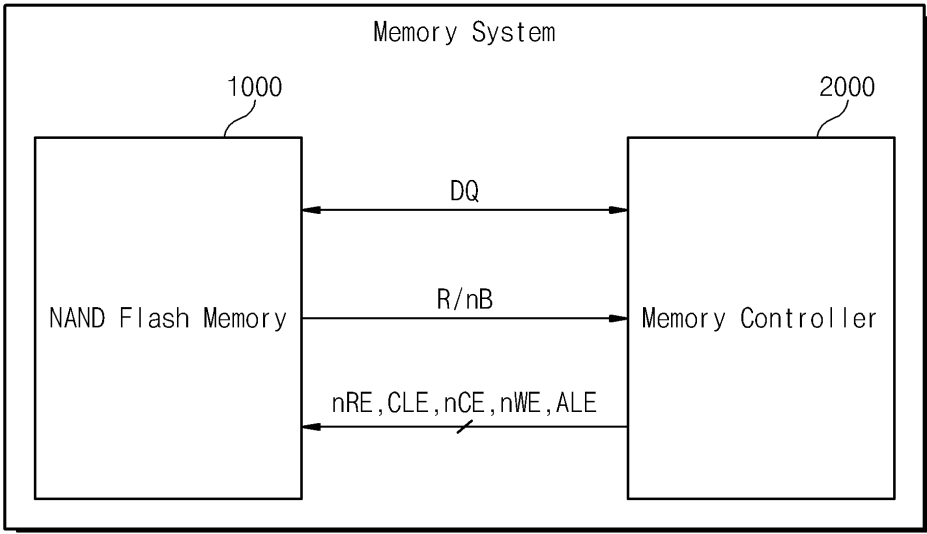 Memory System
1000
2000
DQ
R/nB
NAND Flash Memory
Memory Controller
nRE,CLE,nCE,nWE,ALE